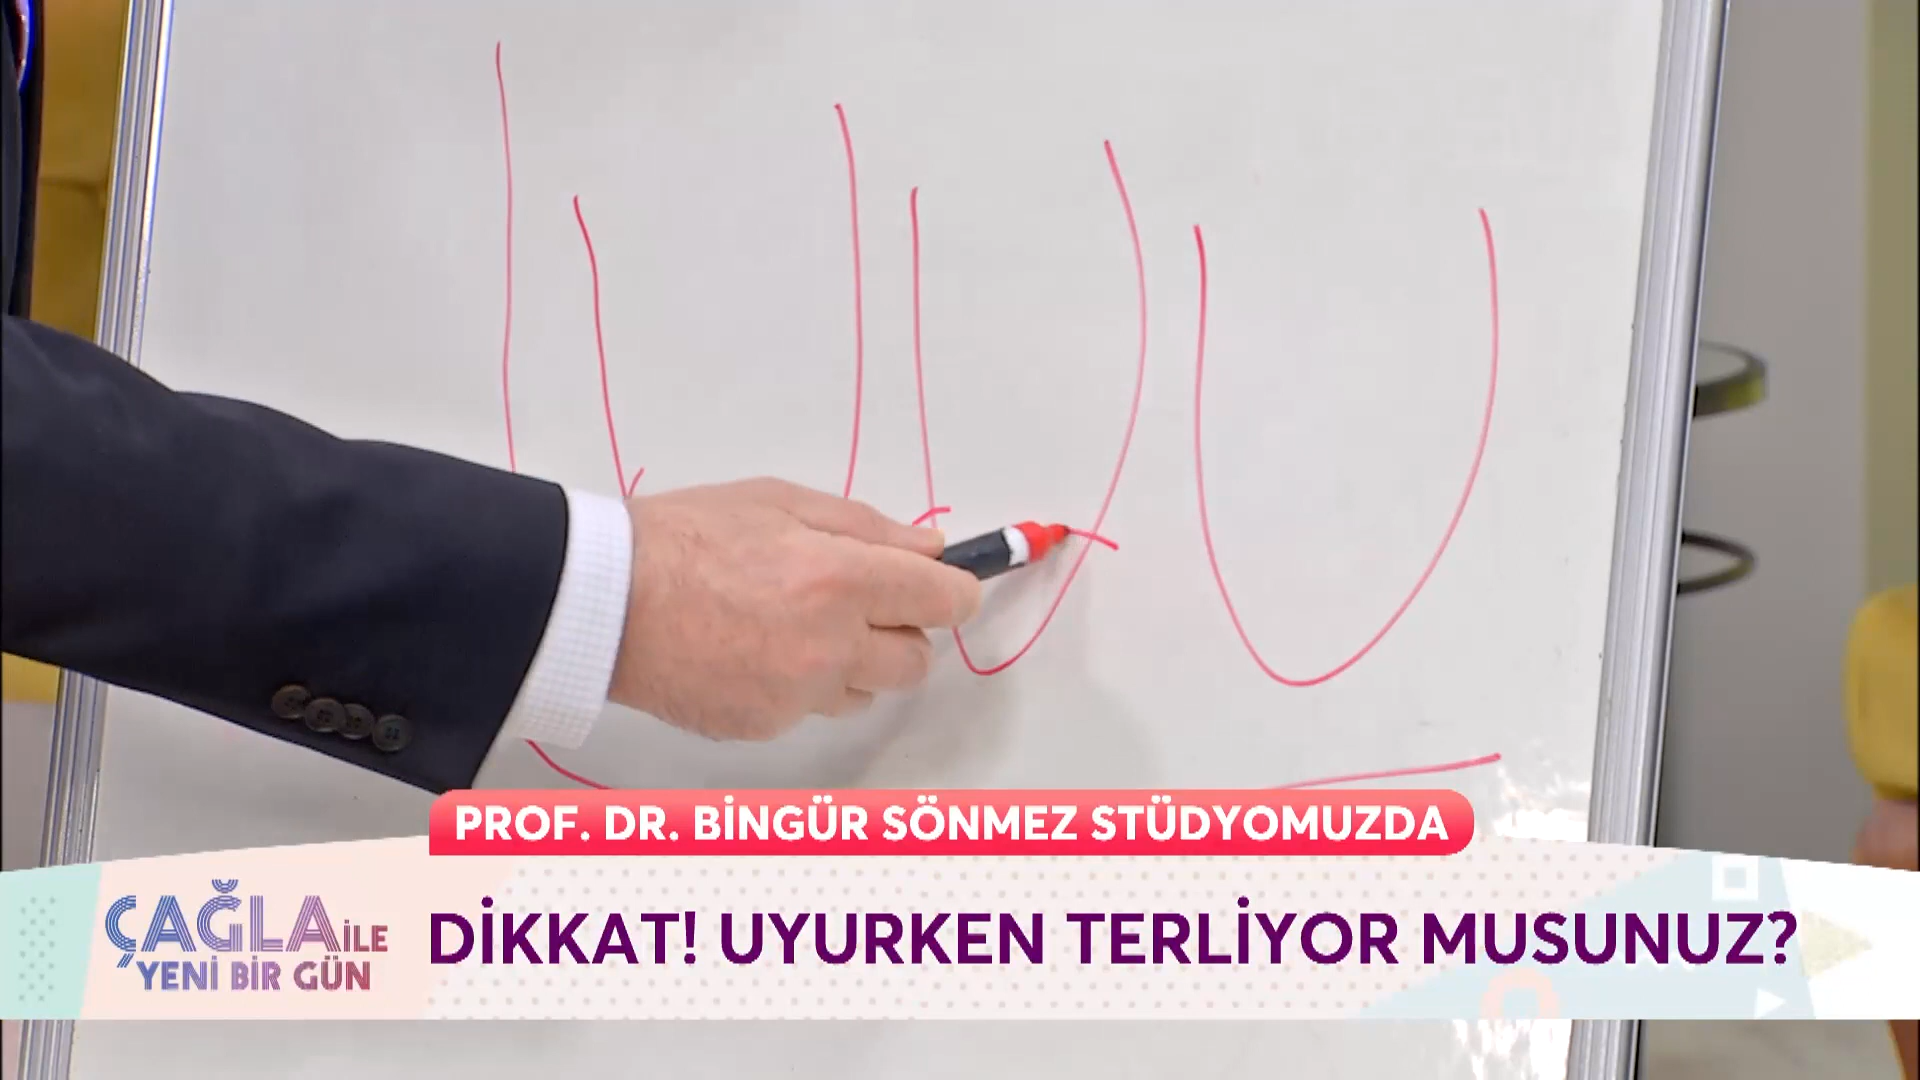 PROF. DR. BİNGÜR SÖNMEZ STÜDYOMUZDA
ÇAĞLA İLE
YENİ BİR GÜN
DİKKAT! UYURKEN TERLİYOR MUSUNUZ?